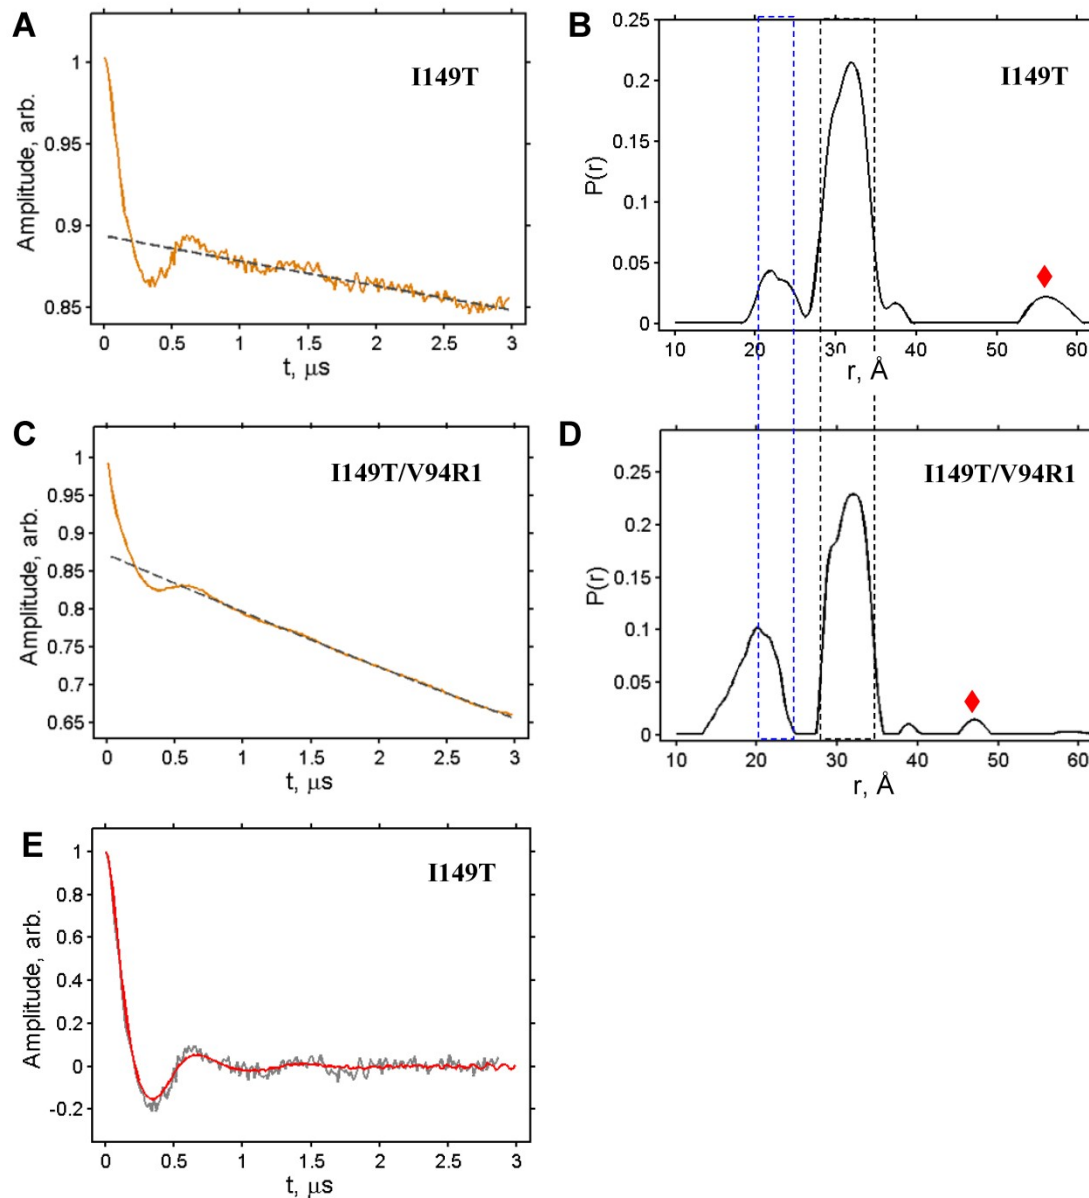 A
I149T
Amplitude, arb.
1
0.95
0.9
0.85
0 0.5 1 1.5 2 2.5 3
t, μs
B
I149T
P(r)
0.25
0.2
0.15
0.1
0.05
0
10 20 30 40 50 60
r, Å
C
I149T/V94R1
Amplitude, arb.
1
0.95
0.9
0.85
0.8
0.75
0.7
0.65
0 0.5 1 1.5 2 2.5 3
t, μs
D
I149T/V94R1
P(r)
0.25
0.2
0.15
0.1
0.05
0
10 20 30 40 50 60
r, Å
E
I149T
Amplitude, arb.
1
0.8
0.6
0.4
0.2
0
-0.2
0 0.5 1 1.5 2 2.5 3
t, μs